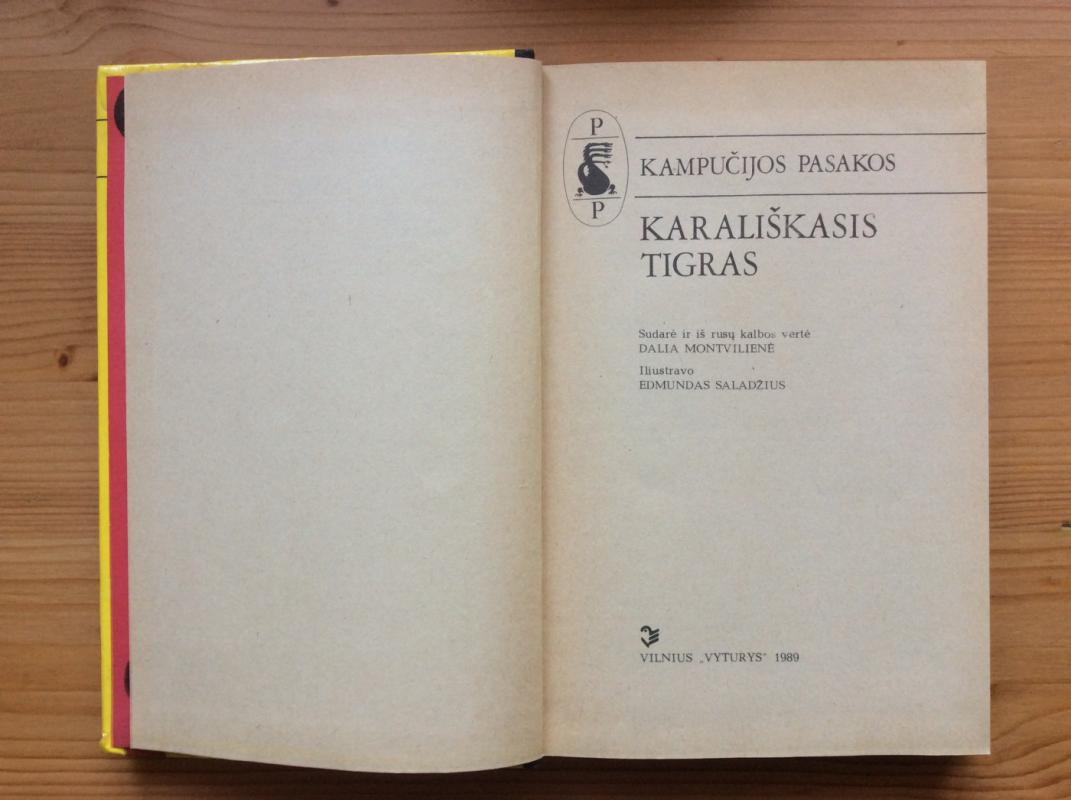 P
P
KAMPUČIJOS PASAKOS
KARALIŠKASIS
TIGRAS
Sudarė ir iš rusų kalbos vertė
DALIA MONTVILIENĖ
Iliustravo
EDMUNDAS SALADŽIUS
VILNIUS „VYTURYS“ 1989